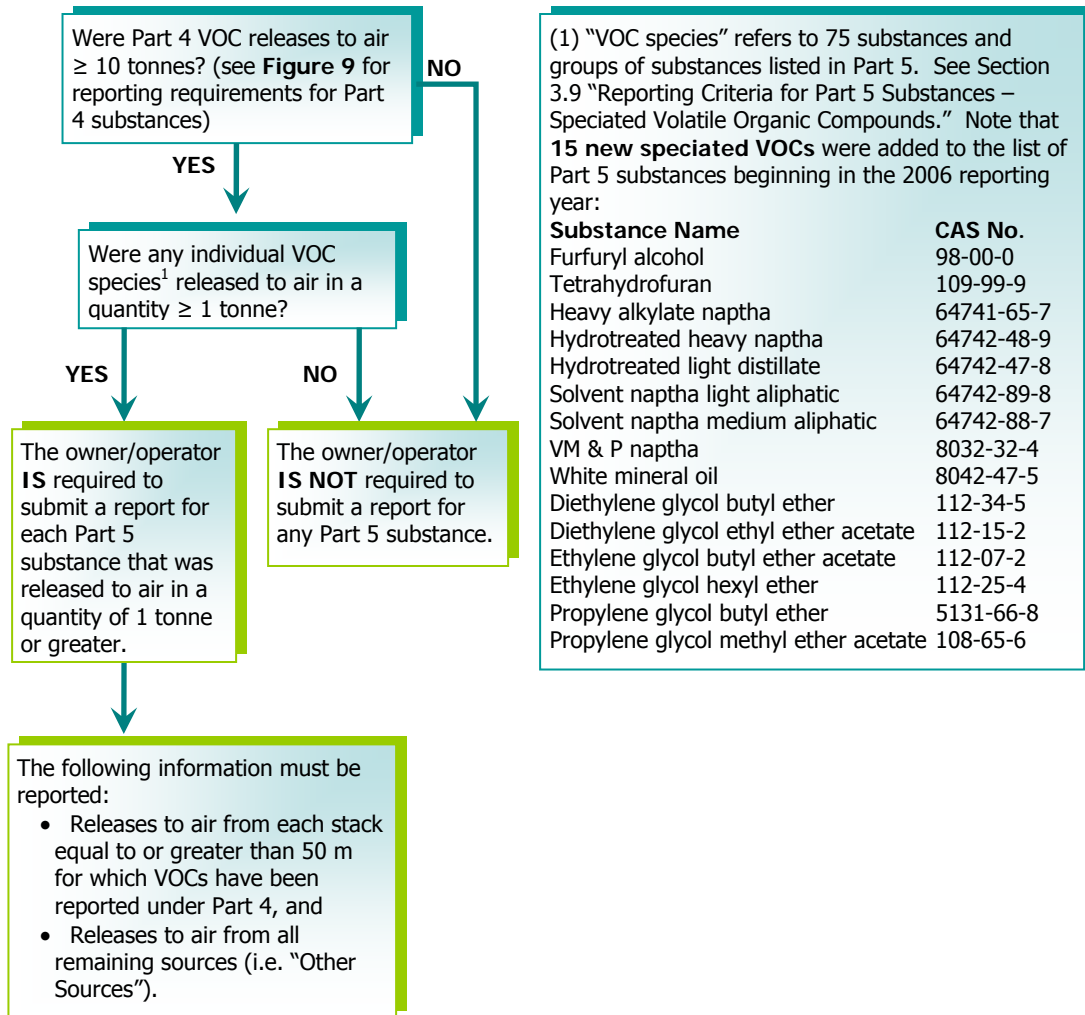 Were Part 4 VOC releases to air
≥ 10 tonnes? (see Figure 9 for
reporting requirements for Part
4 substances)
NO
YES
Were any individual VOC
species1 released to air in a
quantity ≥ 1 tonne?
YES
NO
The owner/operator
IS required to
submit a report for
each Part 5
substance that was
released to air in a
quantity of 1 tonne
or greater.
The owner/operator
IS NOT required to
submit a report for
any Part 5 substance.
The following information must be
reported:
• Releases to air from each stack
equal to or greater than 50 m
for which VOCs have been
reported under Part 4, and
• Releases to air from all
remaining sources (i.e. “Other
Sources”).
(1) “VOC species” refers to 75 substances and
groups of substances listed in Part 5. See Section
3.9 “Reporting Criteria for Part 5 Substances –
Speciated Volatile Organic Compounds.” Note that
15 new speciated VOCs were added to the list of
Part 5 substances beginning in the 2006 reporting
year:
Substance Name CAS No.
Furfuryl alcohol 98-00-0
Tetrahydrofuran 109-99-9
Heavy alkylate naptha 64741-65-7
Hydrotreated heavy naptha 64742-48-9
Hydrotreated light distillate 64742-47-8
Solvent naptha light aliphatic 64742-89-8
Solvent naptha medium aliphatic 64742-88-7
VM & P naptha 8032-32-4
White mineral oil 8042-47-5
Diethylene glycol butyl ether 112-34-5
Diethylene glycol ethyl ether acetate 112-15-2
Ethylene glycol butyl ether acetate 112-07-2
Ethylene glycol hexyl ether 112-25-4
Propylene glycol butyl ether 5131-66-8
Propylene glycol methyl ether acetate 108-65-6